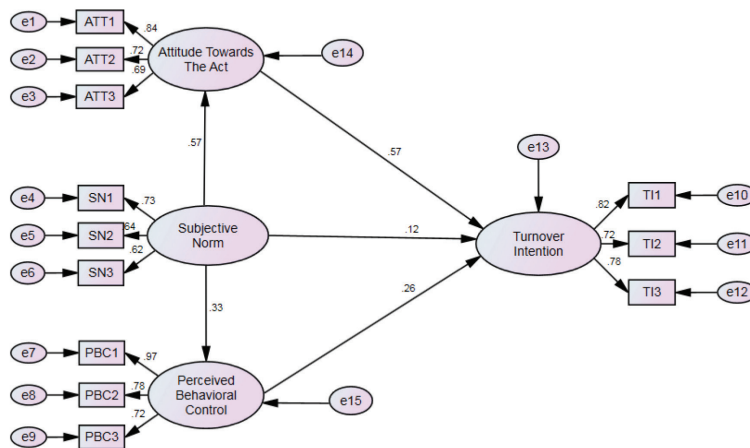 e1
ATT1
.84
e2
ATT2
.72
e3
ATT3
.69
Attitude Towards
The Act
e14
.57
.57
e13
e4
SN1
.73
e5
SN2
.64
e6
SN3
.62
Subjective
Norm
.12
Turnover
Intention
.82
TI1
e10
.72
TI2
e11
.78
TI3
e12
.33
.26
e7
PBC1
.97
e8
PBC2
.78
e9
PBC3
.72
Perceived
Behavioral
Control
e15